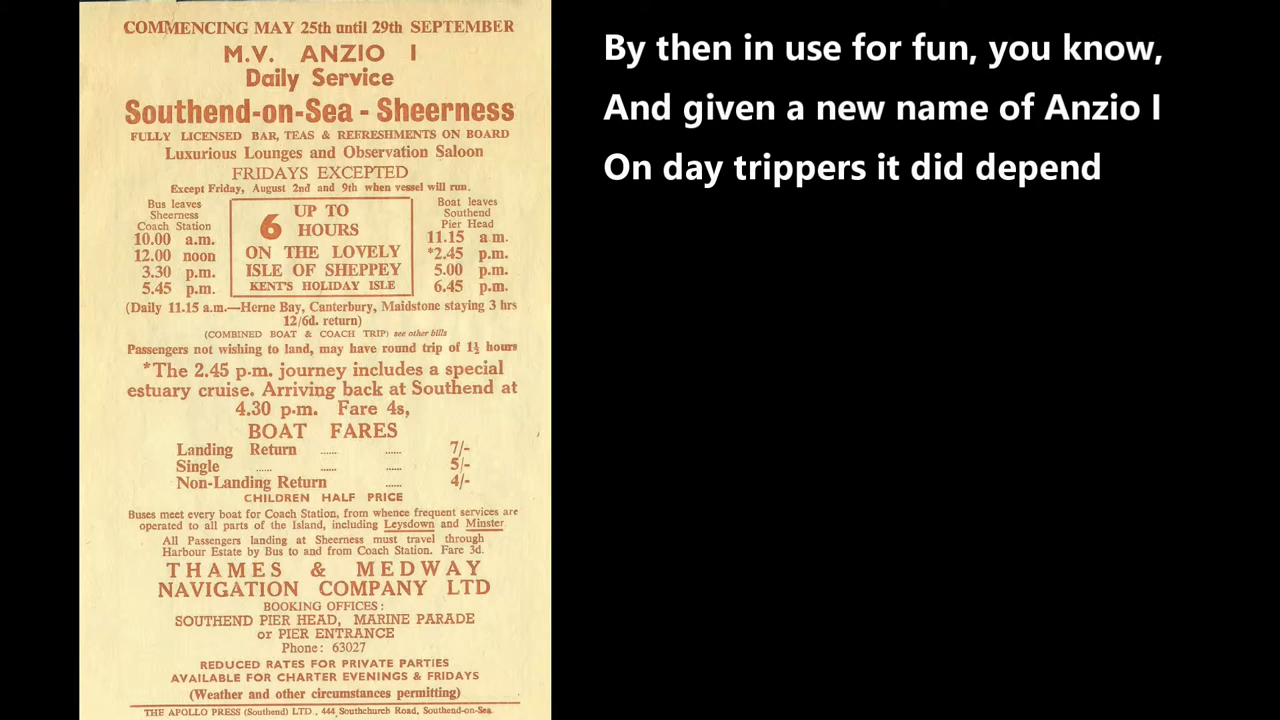 COMMENCING MAY 25th until 29th SEPTEMBER
M.V. ANZIO I
Daily Service
Southend-on-Sea - Sheerness
FULLY LICENSED BAR, TEAS & REFRESHMENTS ON BOARD
Luxurious Lounges and Observation Saloon
FRIDAYS EXCEPTED
Except Friday, August 2nd and 9th when vessel will run.
Bus leaves
Sheerness
Coach Station
10.00 a.m.
12.00 noon
3.30 p.m.
5.45 p.m.
6 UP TO
HOURS
ON THE LOVELY
ISLE OF SHEPPEY
KENT'S HOLIDAY ISLE
Boat leaves
Southend
Pier Head
11.15 a.m.
*2.45 p.m.
5.00 p.m.
6.45 p.m.
(Daily 11.15 a.m.—Herne Bay, Canterbury, Maidstone staying 3 hrs
12/6d. return)
(COMBINED BOAT & COACH TRIP) see other bills
Passengers not wishing to land, may have round trip of 1½ hours
*The 2.45 p.m. journey includes a special
estuary cruise. Arriving back at Southend at
4.30 p.m. Fare 4s,
BOAT FARES
Landing Return ...... ...... 7/-
Single ...... ...... ...... 5/-
Non-Landing Return ...... 4/-
CHILDREN HALF PRICE
Buses meet every boat for Coach Station, from whence frequent services are
operated to all parts of the Island, including Leysdown and Minster
All Passengers landing at Sheerness must travel through
Harbour Estate by Bus to and from Coach Station. Fare 3d.
THAMES & MEDWAY
NAVIGATION COMPANY LTD
BOOKING OFFICES:
SOUTHEND PIER HEAD, MARINE PARADE
or PIER ENTRANCE
Phone: 63027
REDUCED RATES FOR PRIVATE PARTIES
AVAILABLE FOR CHARTER EVENINGS & FRIDAYS
(Weather and other circumstances permitting)
THE APOLLO PRESS (Southend) LTD., 444, Southchurch Road, Southend-on-Sea.
By then in use for fun, you know,
And given a new name of Anzio I
On day trippers it did depend